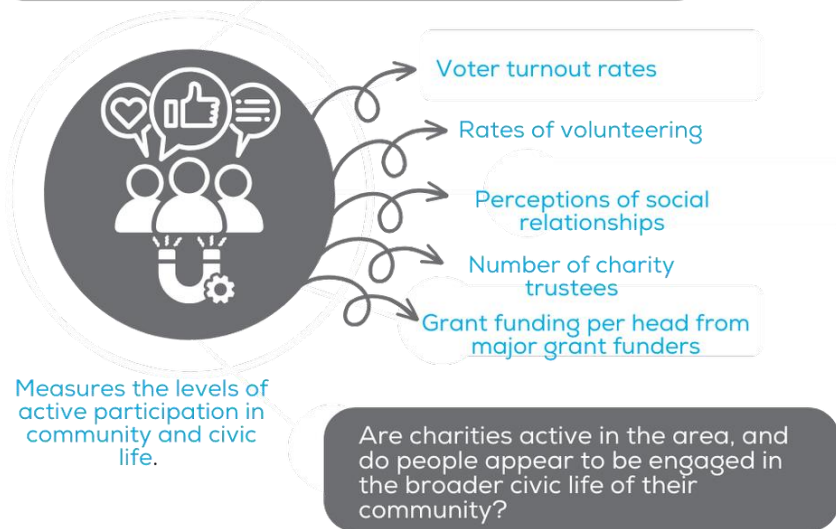 Voter turnout rates
Rates of volunteering
Perceptions of social
relationships
Number of charity
trustees
Grant funding per head from
major grant funders
Measures the levels of
active participation in
community and civic
life.
Are charities active in the area, and
do people appear to be engaged in
the broader civic life of their
community?